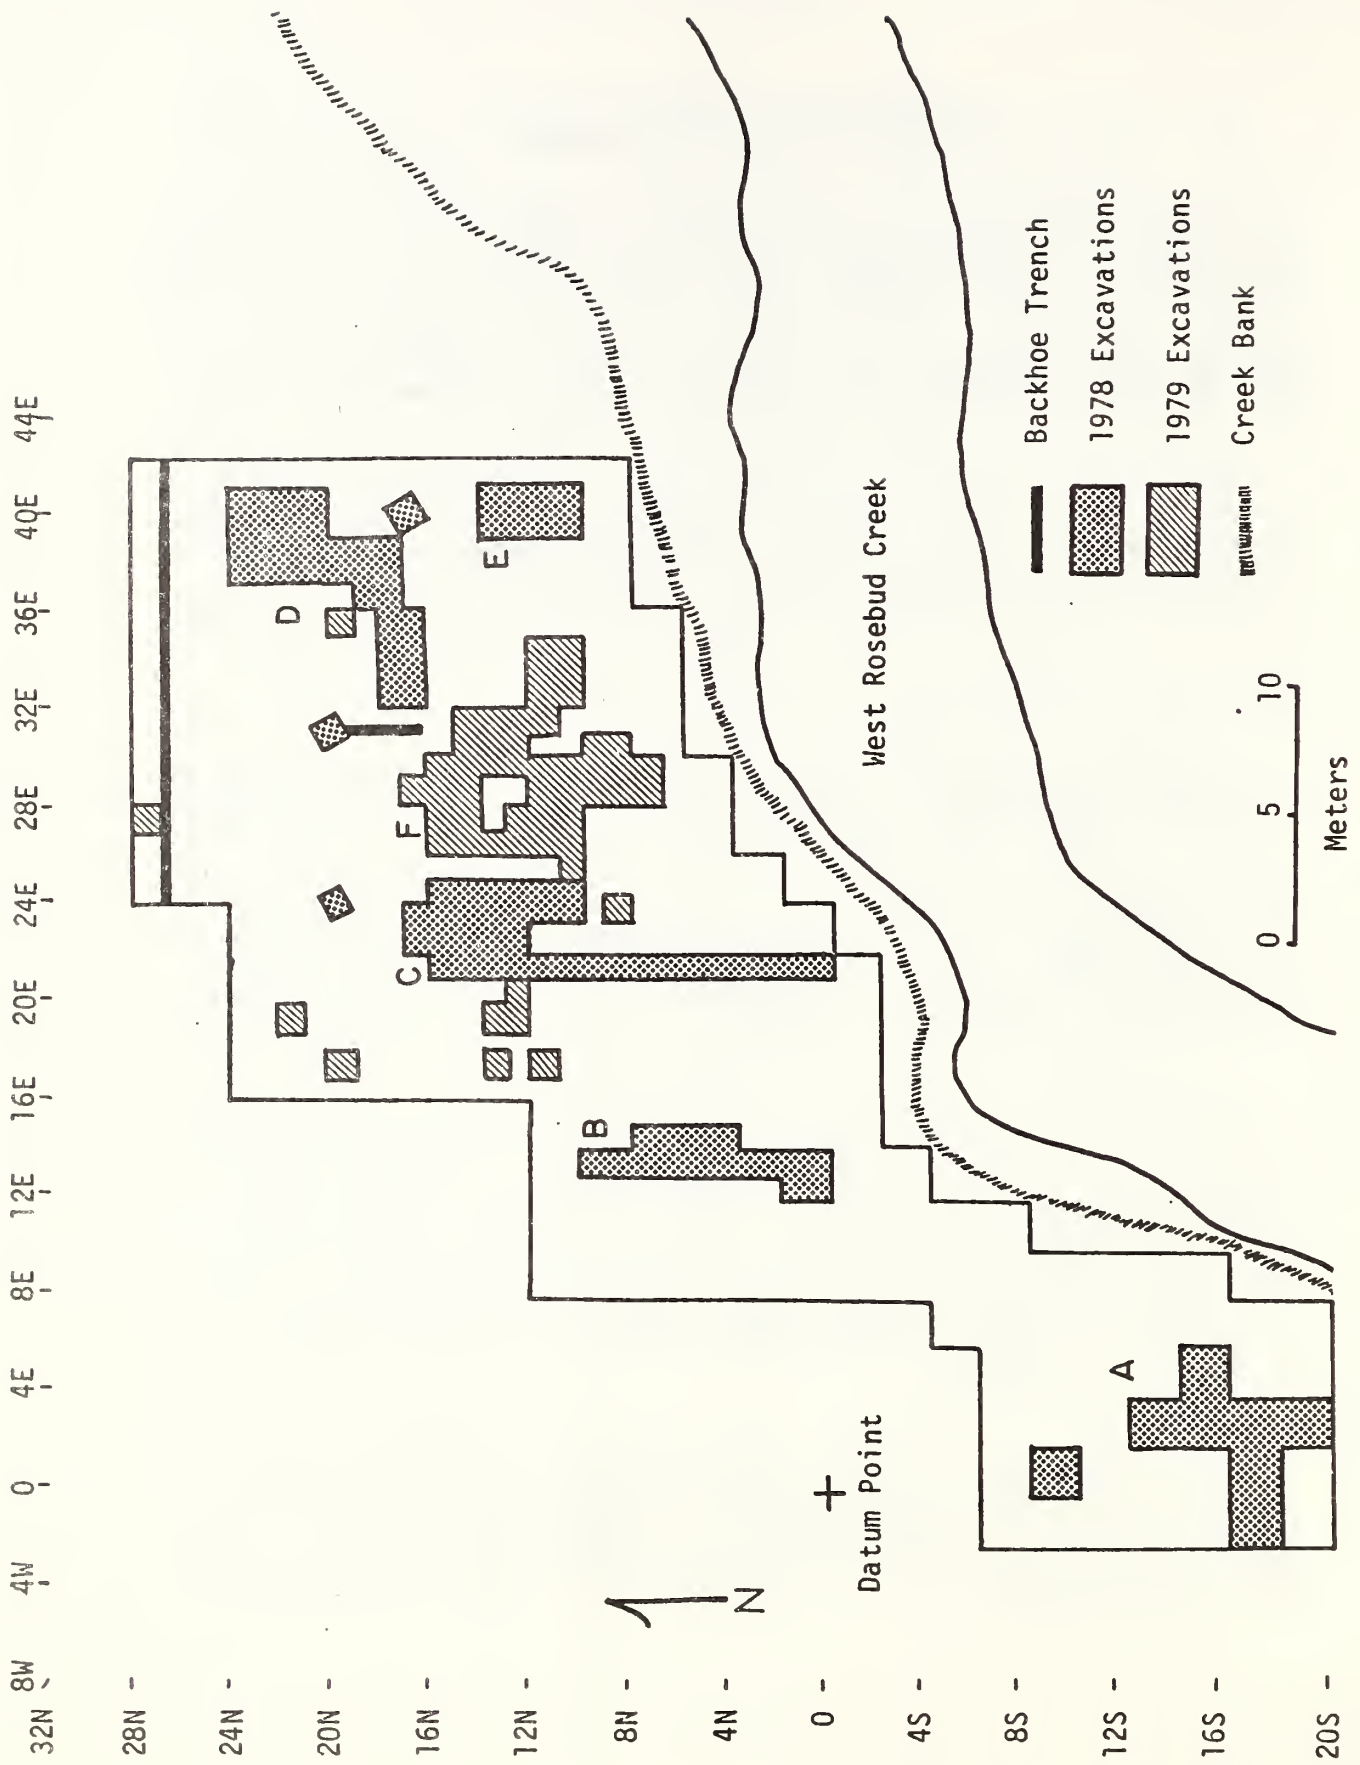 8W 4W 0 4E 8E 12E 16E 20E 24E 28E 32E 36E 40E 44E
32N
28N
24N
20N
16N
12N
8N
4N
0
4S
8S
12S
16S
20S
N
Datum Point
A
B
C
D
E
F
West Rosebud Creek
Backhoe Trench
1978 Excavations
1979 Excavations
Creek Bank
0 5 10
Meters